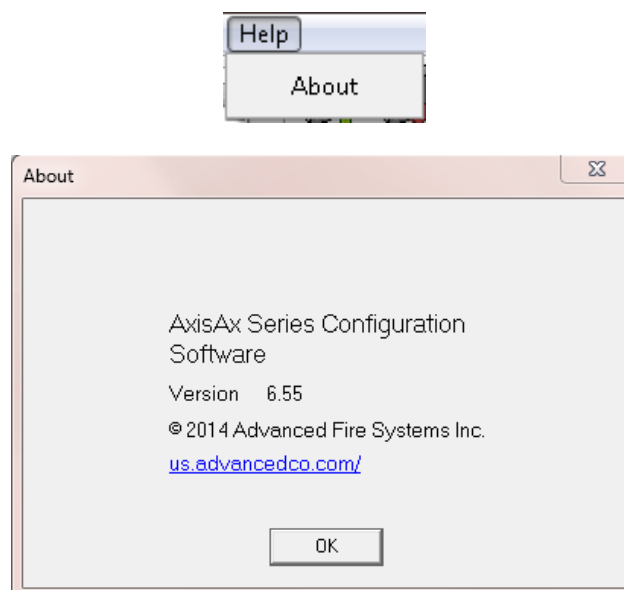 Help
About
About
AxisAx Series Configuration
Software
Version 6.55
© 2014 Advanced Fire Systems Inc.
us.advancedco.com/
OK